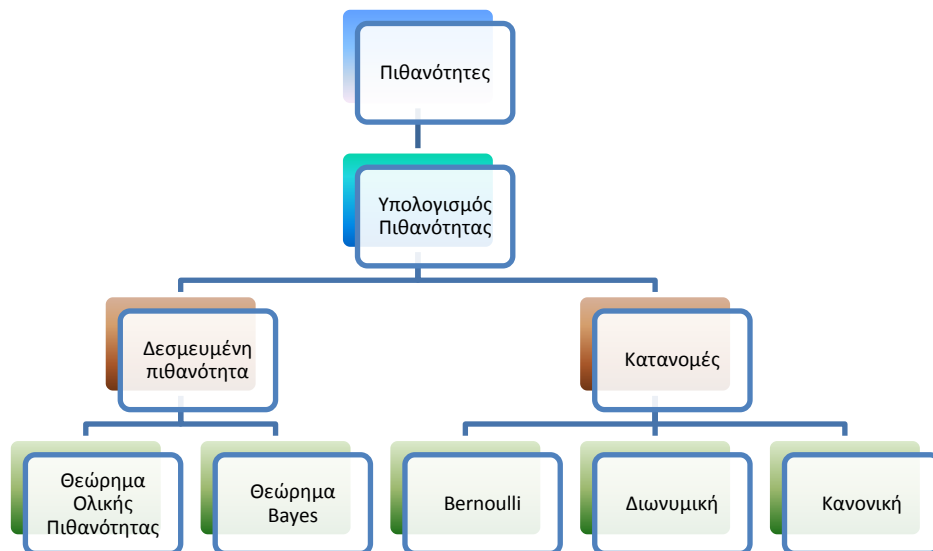 Πιθανότητες
Υπολογισμός
Πιθανότητας
Δεσμευμένη
πιθανότητα
Κατανομές
Θεώρημα
Ολικής
Πιθανότητας
Θεώρημα
Bayes
Bernoulli
Διωνυμική
Κανονική